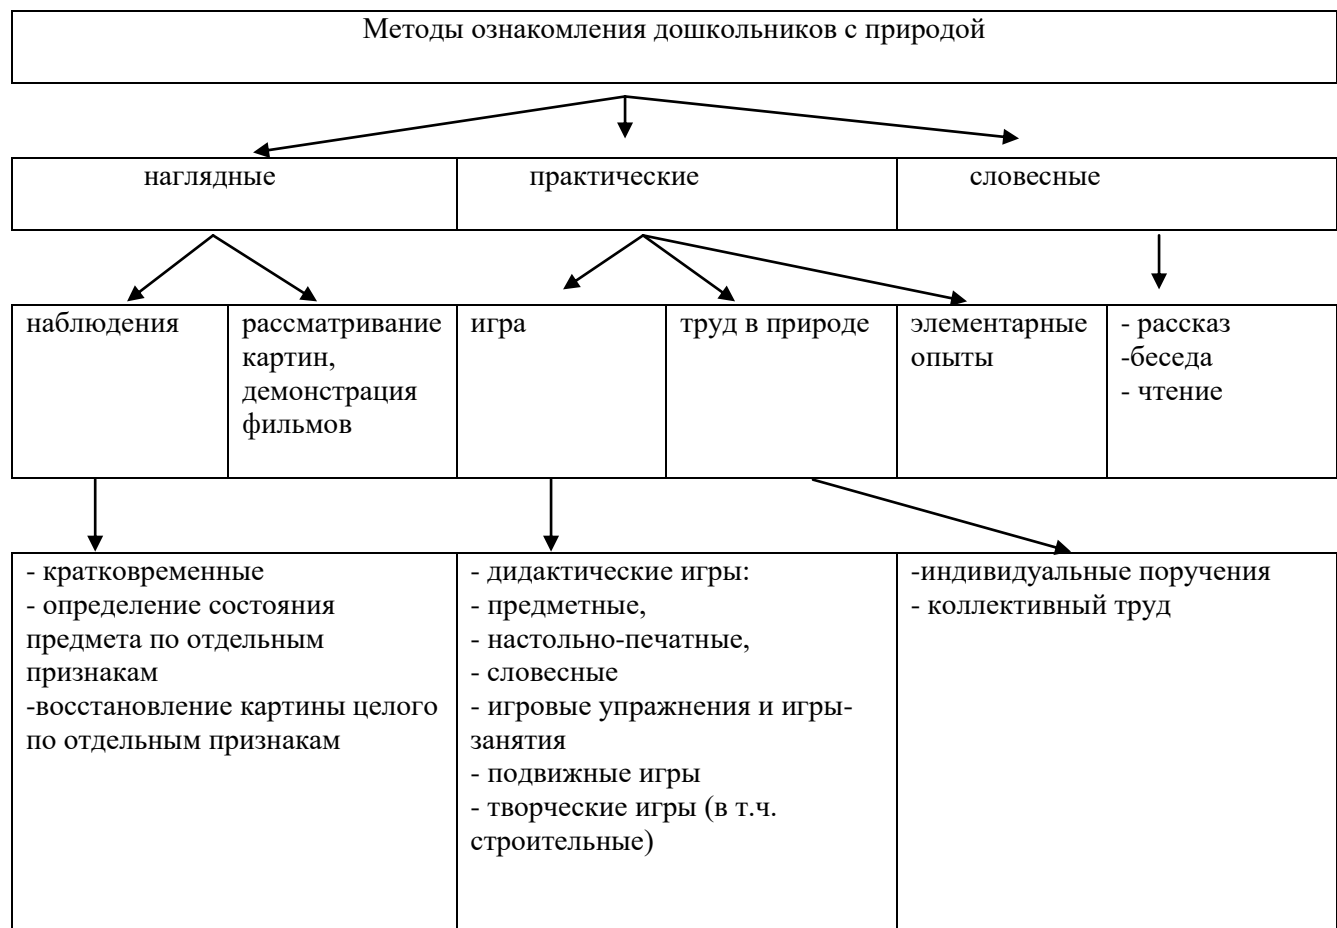 Методы ознакомления дошкольников с природой
наглядные
практические
словесные
наблюдения
рассматривание
картин,
демонстрация
фильмов
игра
труд в природе
элементарные
опыты
- рассказ
-беседа
- чтение
- кратковременные
- определение состояния
предмета по отдельным
признакам
-восстановление картины целого
по отдельным признакам
- дидактические игры:
- предметные,
- настольно-печатные,
- словесные
- игровые упражнения и игры-
занятия
- подвижные игры
- творческие игры (в т.ч.
строительные)
-индивидуальные поручения
- коллективный труд